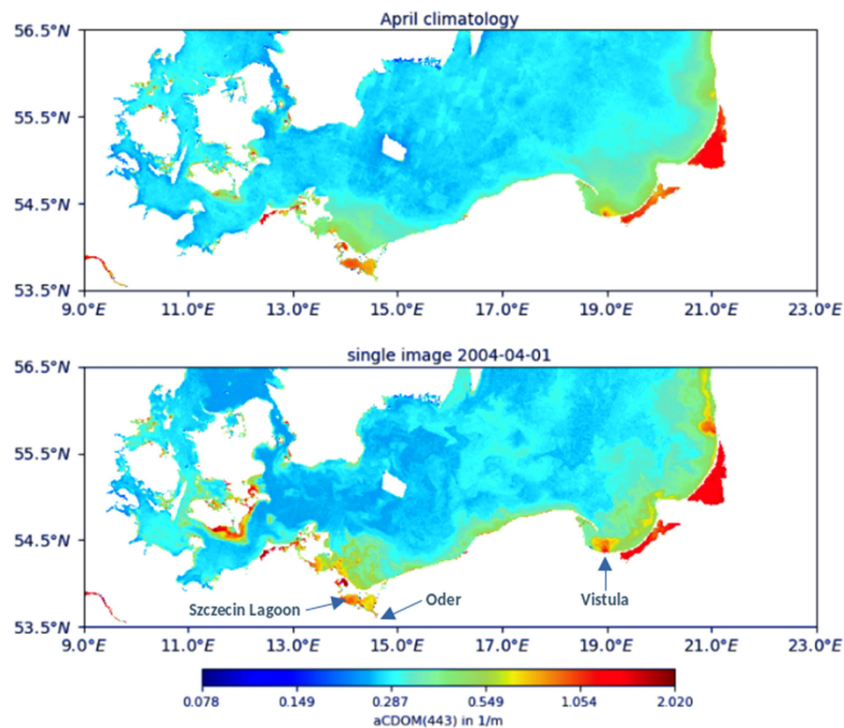 April climatology
56.5°N
55.5°N
54.5°N
53.5°N
9.0°E 11.0°E 13.0°E 15.0°E 17.0°E 19.0°E 21.0°E 23.0°E
single image 2004-04-01
56.5°N
55.5°N
54.5°N
Szczecin Lagoon Oder Vistula
53.5°N
9.0°E 11.0°E 13.0°E 15.0°E 17.0°E 19.0°E 21.0°E 23.0°E
0.078 0.149 0.287 0.549 1.054 2.020
aCDOM(443) in 1/m